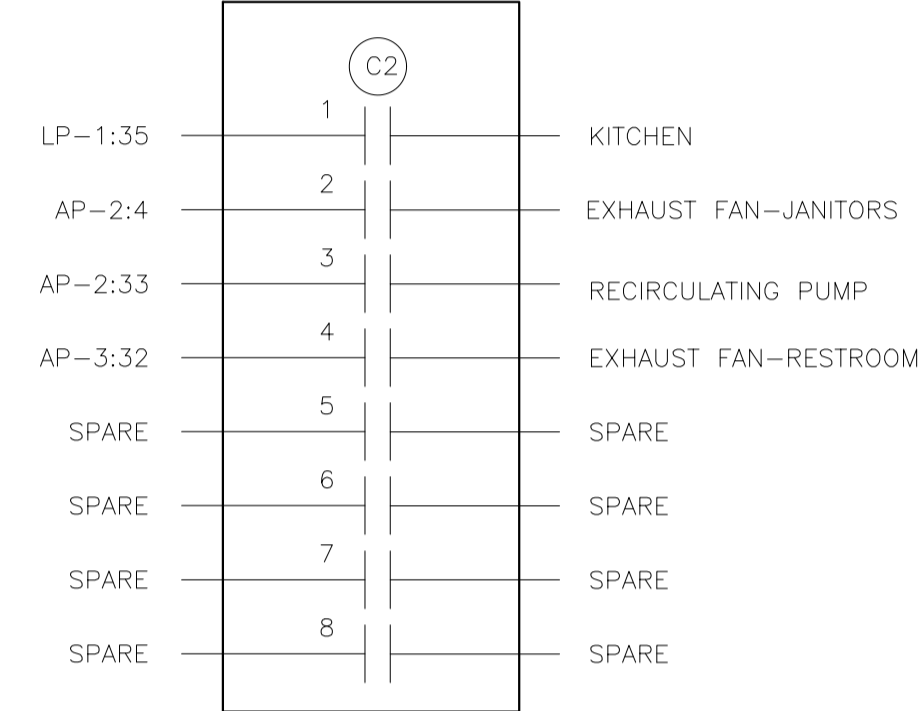 C2
1
LP-1:35 KITCHEN
2
AP-2:4 EXHAUST FAN-JANITORS
3
AP-2:33 RECIRCULATING PUMP
4
AP-3:32 EXHAUST FAN-RESTROOM
5
SPARE SPARE
6
SPARE SPARE
7
SPARE SPARE
8
SPARE SPARE